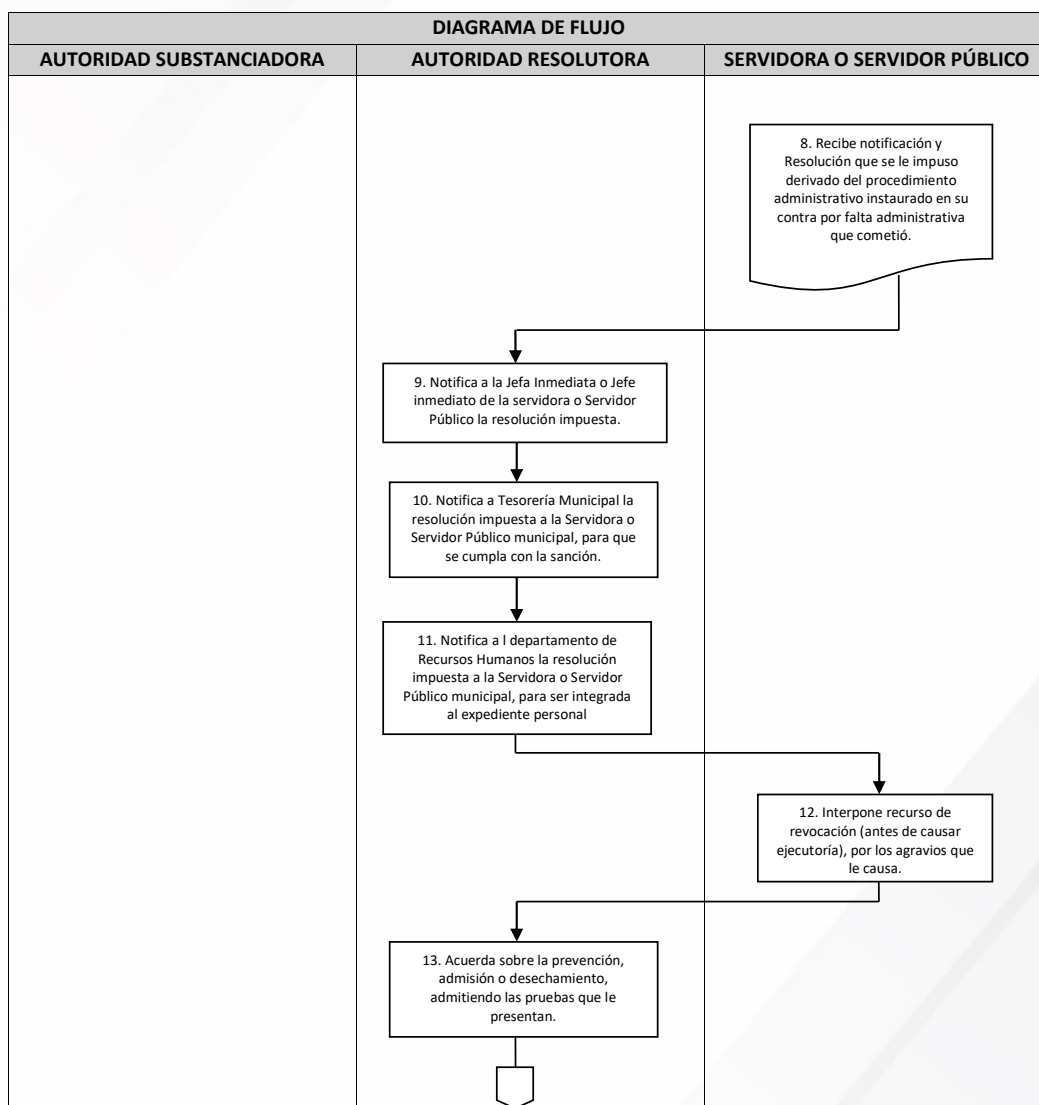 DIAGRAMA DE FLUJO
AUTORIDAD SUBSTANCIADORA
AUTORIDAD RESOLUTORA
SERVIDORA O SERVIDOR PÚBLICO
8. Recibe notificación y
Resolución que se le impuso
derivado del procedimiento
administrativo instaurado en su
contra por falta administrativa
que cometió.
9. Notifica a la Jefa Inmediata o Jefe
inmediato de la servidora o Servidor
Público la resolución impuesta.
10. Notifica a Tesorería Municipal la
resolución impuesta a la Servidora o
Servidor Público municipal, para que
se cumpla con la sanción.
11. Notifica a l departamento de
Recursos Humanos la resolución
impuesta a la Servidora o Servidor
Público municipal, para ser integrada
al expediente personal
12. Interpone recurso de
revocación (antes de causar
ejecutoría), por los agravios que
le causa.
13. Acuerda sobre la prevención,
admisión o desechamiento,
admitiendo las pruebas que le
presentan.